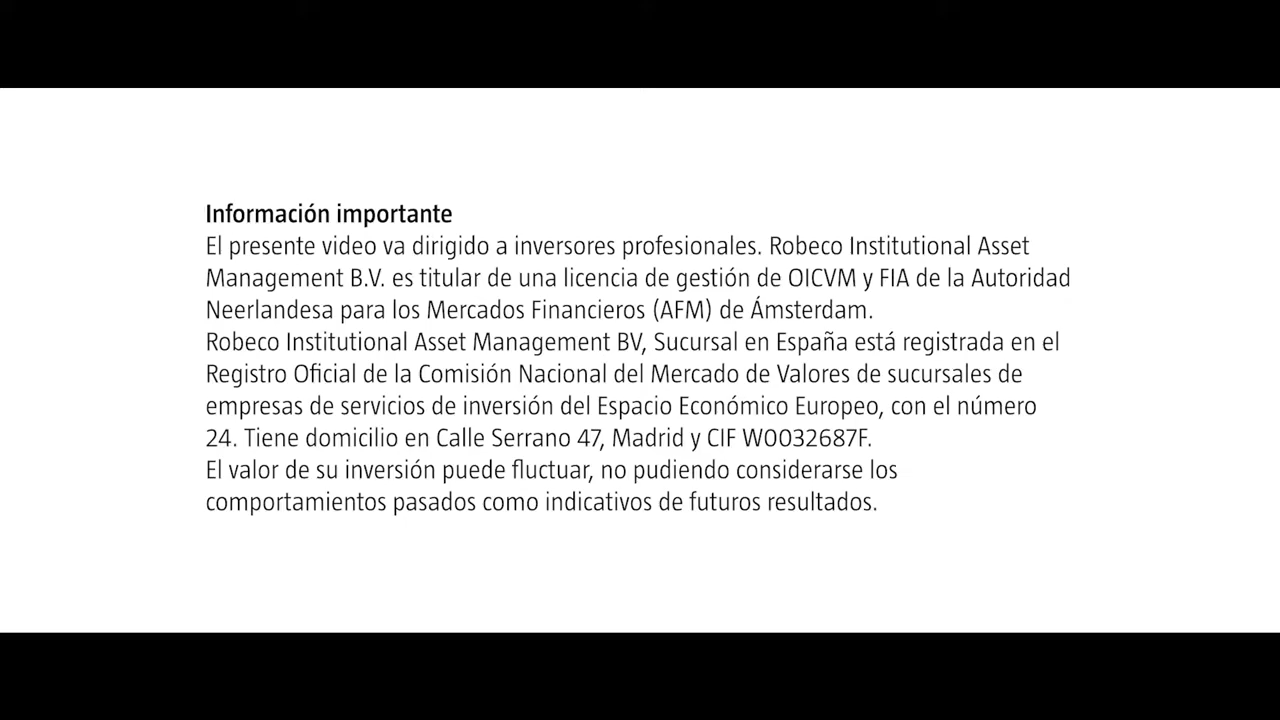 Información importante
El presente video va dirigido a inversores profesionales. Robeco Institutional Asset
Management B.V. es titular de una licencia de gestión de OICVM y FIA de la Autoridad
Neerlandesa para los Mercados Financieros (AFM) de Ámsterdam.
Robeco Institutional Asset Management BV, Sucursal en España está registrada en el
Registro Oficial de la Comisión Nacional del Mercado de Valores de sucursales de
empresas de servicios de inversión del Espacio Económico Europeo, con el número
24. Tiene domicilio en Calle Serrano 47, Madrid y CIF W0032687F.
El valor de su inversión puede fluctuar, no pudiendo considerarse los
comportamientos pasados como indicativos de futuros resultados.